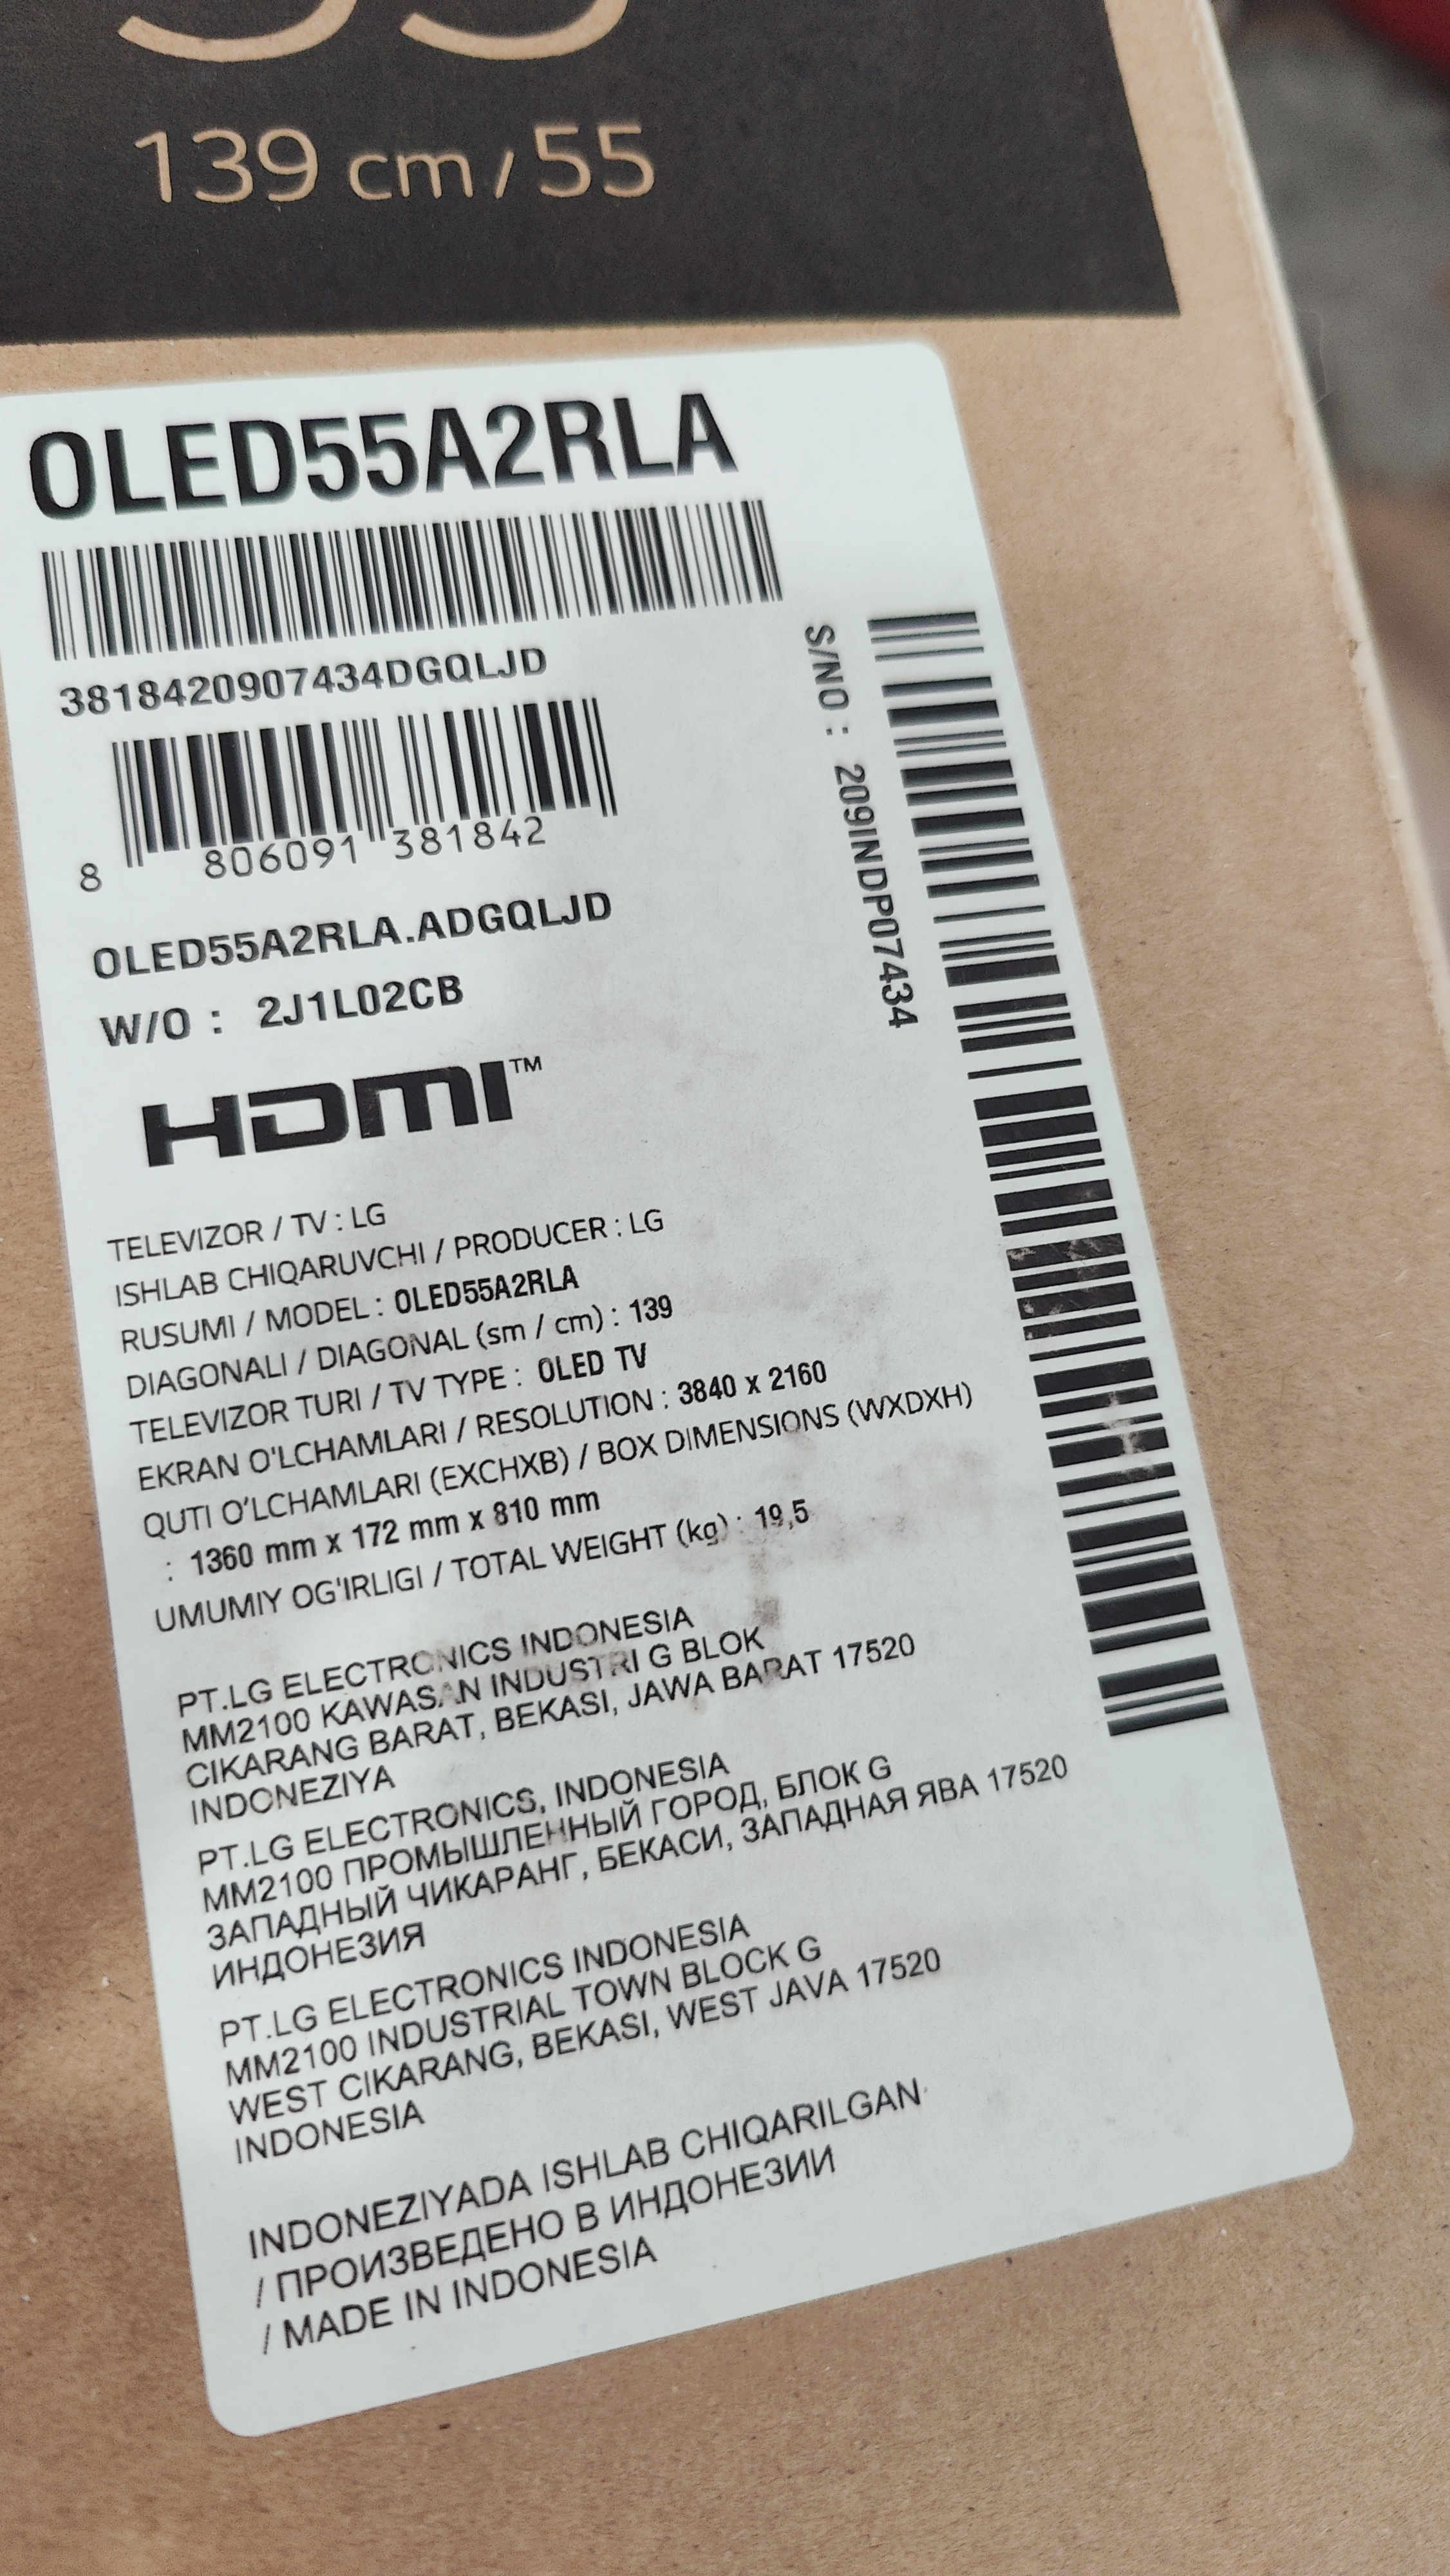 139 cm/55
OLED55A2RLA
3818420907434DGQLJD
8 806091 381842
OLED55A2RLA.ADGQLJD
W/O : 2J1L02CB
HDMI™
S/NO : 209INDP07434
TELEVIZOR / TV : LG
ISHLAB CHIQARUVCHI / PRODUCER : LG
RUSUMI / MODEL : OLED55A2RLA
DIAGONALI / DIAGONAL (sm / cm) : 139
TELEVIZOR TURI / TV TYPE : OLED TV
EKRAN O'LCHAMLARI / RESOLUTION : 3840 x 2160
QUTI O'LCHAMLARI (EXCHXB) / BOX DIMENSIONS (WXDXH)
: 1360 mm x 172 mm x 810 mm
UMUMIY OG'IRLIGI / TOTAL WEIGHT (kg) : 19,5
PT.LG ELECTRONICS INDONESIA
MM2100 KAWASAN INDUSTRI G BLOK
CIKARANG BARAT, BEKASI, JAWA BARAT 17520
INDONEZIYA
PT.LG ELECTRONICS, INDONESIA
MM2100 ПРОМЫШЛЕННЫЙ ГОРОД, БЛОК G
ЗАПАДНЫЙ ЧИКАРАНГ, БЕКАСИ, ЗАПАДНАЯ ЯВА 17520
ИНДОНЕЗИЯ
PT.LG ELECTRONICS INDONESIA
MM2100 INDUSTRIAL TOWN BLOCK G
WEST CIKARANG, BEKASI, WEST JAVA 17520
INDONESIA
INDONEZIYADA ISHLAB CHIQARILGAN
/ ПРОИЗВЕДЕНО В ИНДОНЕЗИИ
/ MADE IN INDONESIA